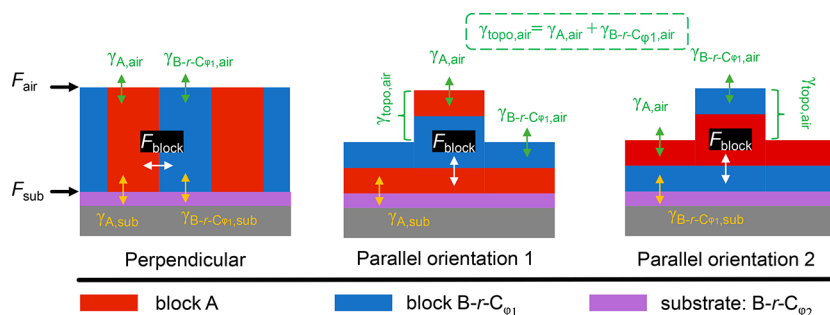 γtopo,air = γA,air + γB-r-Cφ1,air
γA,air
γB-r-Cφ1,air
Fair
Fblock
Fsub
γA,sub
γB-r-Cφ1,sub
Perpendicular
γA,air
γtopo,air
γB-r-Cφ1,air
Fblock
γA,sub
Parallel orientation 1
γB-r-Cφ1,air
γA,air
γtopo,air
Fblock
γB-r-Cφ1,sub
Parallel orientation 2
block A
block B-r-Cφ1
substrate: B-r-Cφ2